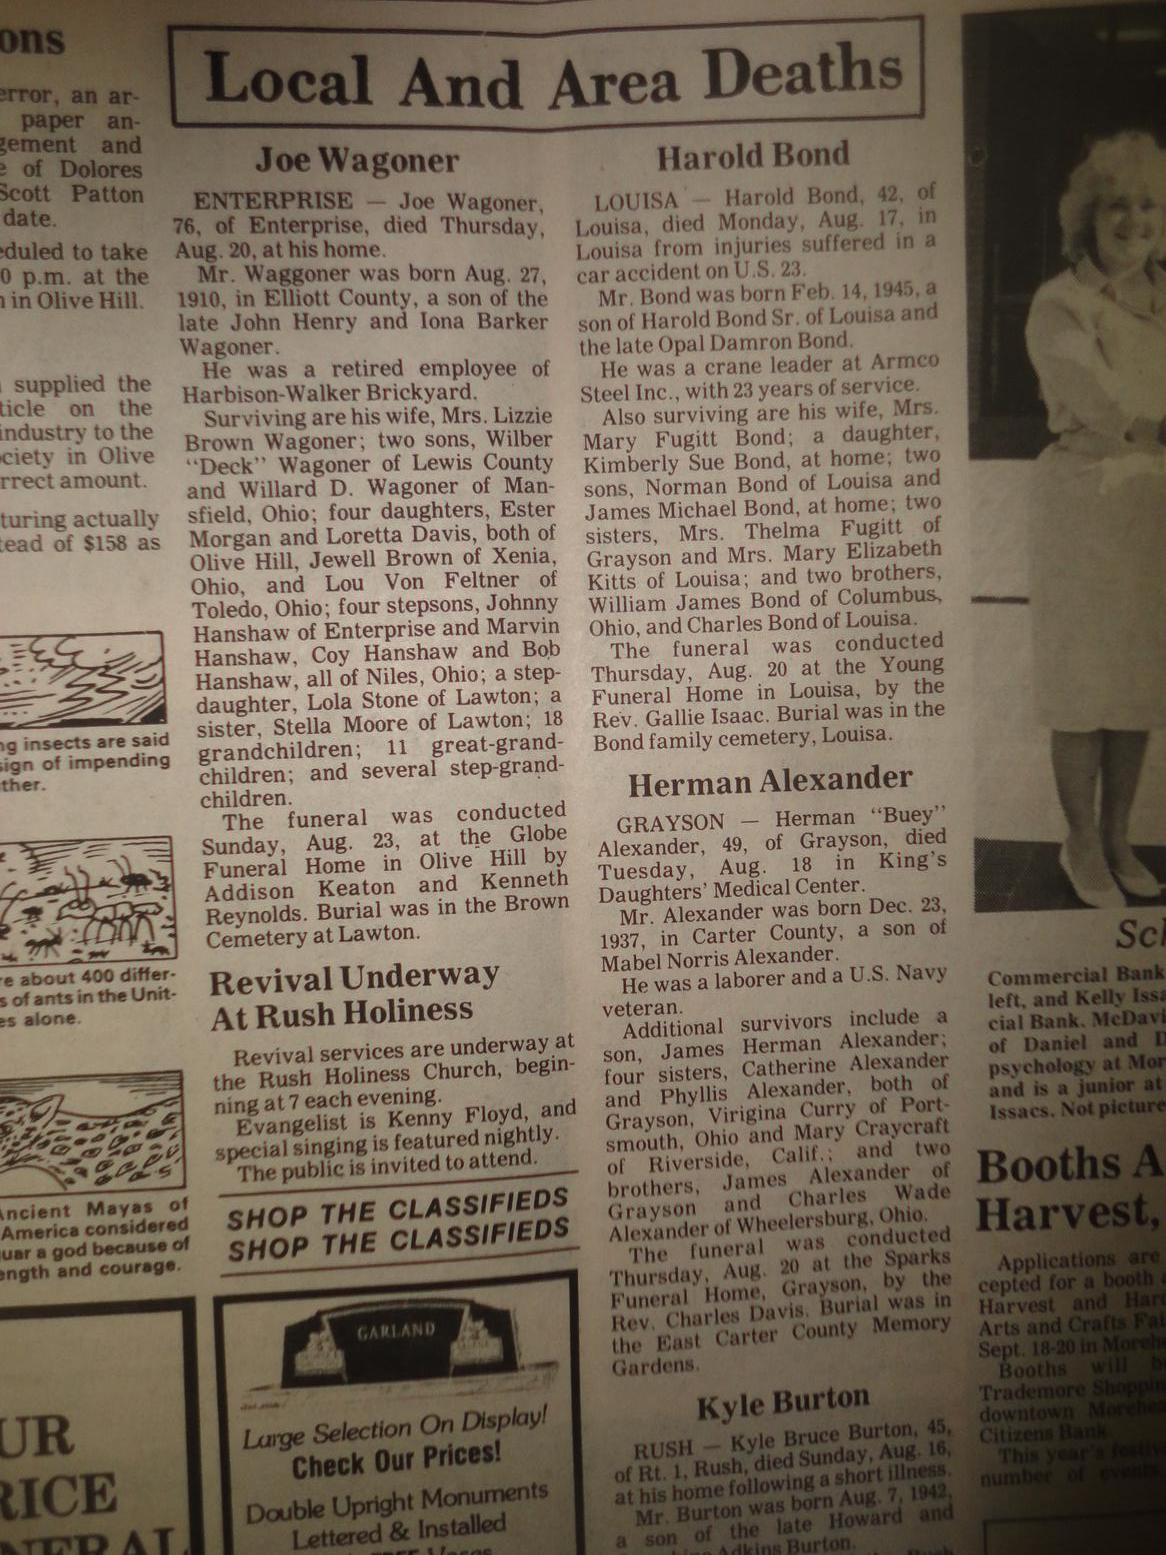 ons
error, an ar-
paper an-
gement and
e of Dolores
Scott Patton
date.
eduled to take
0 p.m. at the
n in Olive Hill.
supplied the
ticle on the
industry to the
ciety in Olive
rrect amount.
turing actually
tead of $158 as
ng insects are said
sign of impending
ther.
re about 400 differ-
s of ants in the Unit-
es alone.
Ancient Mayas of
America considered
guar a god because of
ength and courage.
UR
RICE
NERAL
Local And Area Deaths
Joe Wagoner
ENTERPRISE — Joe Wagoner,
76, of Enterprise, died Thursday,
Aug. 20, at his home.
Mr. Waggoner was born Aug. 27,
1910, in Elliott County, a son of the
late John Henry and Iona Barker
Wagoner.
He was a retired employee of
Harbison-Walker Brickyard.
Surviving are his wife, Mrs. Lizzie
Brown Wagoner; two sons, Wilber
"Deck" Wagoner of Lewis County
and Willard D. Wagoner of Man-
sfield, Ohio; four daughters, Ester
Morgan and Loretta Davis, both of
Olive Hill, Jewell Brown of Xenia,
Ohio, and Lou Von Feltner of
Toledo, Ohio; four stepsons, Johnny
Hanshaw of Enterprise and Marvin
Hanshaw, Coy Hanshaw and Bob
Hanshaw, all of Niles, Ohio; a step-
daughter, Lola Stone of Lawton; a
sister, Stella Moore of Lawton; 18
grandchildren; 11 great-grand-
children; and several step-grand-
children.
The funeral was conducted
Sunday, Aug. 23, at the Globe
Funeral Home in Olive Hill by
Addison Keaton and Kenneth
Reynolds. Burial was in the Brown
Cemetery at Lawton.
Revival Underway
At Rush Holiness
Revival services are underway at
the Rush Holiness Church, begin-
ning at 7 each evening.
Evangelist is Kenny Floyd, and
special singing is featured nightly.
The public is invited to attend.
SHOP THE CLASSIFIEDS
SHOP THE CLASSIFIEDS
GARLAND
Large Selection On Display!
Check Our Prices!
Double Upright Monuments
Lettered & Installed
Harold Bond
LOUISA — Harold Bond, 42, of
Louisa, died Monday, Aug. 17, in
Louisa from injuries suffered in a
car accident on U.S. 23.
Mr. Bond was born Feb. 14, 1945, a
son of Harold Bond Sr. of Louisa and
the late Opal Damron Bond.
He was a crane leader at Armco
Steel Inc., with 23 years of service.
Also surviving are his wife, Mrs.
Mary Fugitt Bond; a daughter,
Kimberly Sue Bond, at home; two
sons, Norman Bond of Louisa and
James Michael Bond, at home; two
sisters, Mrs. Thelma Fugitt of
Grayson and Mrs. Mary Elizabeth
Kitts of Louisa; and two brothers,
William James Bond of Columbus,
Ohio, and Charles Bond of Louisa.
The funeral was conducted
Thursday, Aug. 20 at the Young
Funeral Home in Louisa, by the
Rev. Gallie Isaac. Burial was in the
Bond family cemetery, Louisa.
Herman Alexander
GRAYSON — Herman "Buey"
Alexander, 49, of Grayson, died
Tuesday, Aug. 18 in King's
Daughters' Medical Center.
Mr. Alexander was born Dec. 23,
1937, in Carter County, a son of
Mabel Norris Alexander.
He was a laborer and a U.S. Navy
veteran.
Additional survivors include a
son, James Herman Alexander;
four sisters, Catherine Alexander
and Phyllis Alexander, both of
Grayson, Virigina Curry of Port-
smouth, Ohio and Mary Craycraft
of Riverside, Calif.; and two
brothers, James Alexander of
Grayson and Charles Wade
Alexander of Wheelersburg, Ohio.
The funeral was conducted
Thursday, Aug. 20 at the Sparks
Funeral Home, Grayson, by the
Rev. Charles Davis. Burial was in
the East Carter County Memory
Gardens.
Kyle Burton
RUSH — Kyle Bruce Burton, 45,
of Rt. 1, Rush, died Sunday, Aug. 16,
at his home following a short illness.
Mr. Burton was born Aug. 7, 1942,
a son of the late Howard and
Adkins Burton.
Commercial Bank
left, and Kelly Issa
cial Bank. McDavi
of Daniel and D
psychology at Mor
and is a junior at
Issacs. Not picture
Booths A
Harvest,
Applications are
cepted for a booth
Harvest and Har
Arts and Crafts Fai
Sept. 18-20 in Morehe
Booths will b
Trademore Shoppin
downtown Morehea
Citizens Bank
This year's festiv
number of events